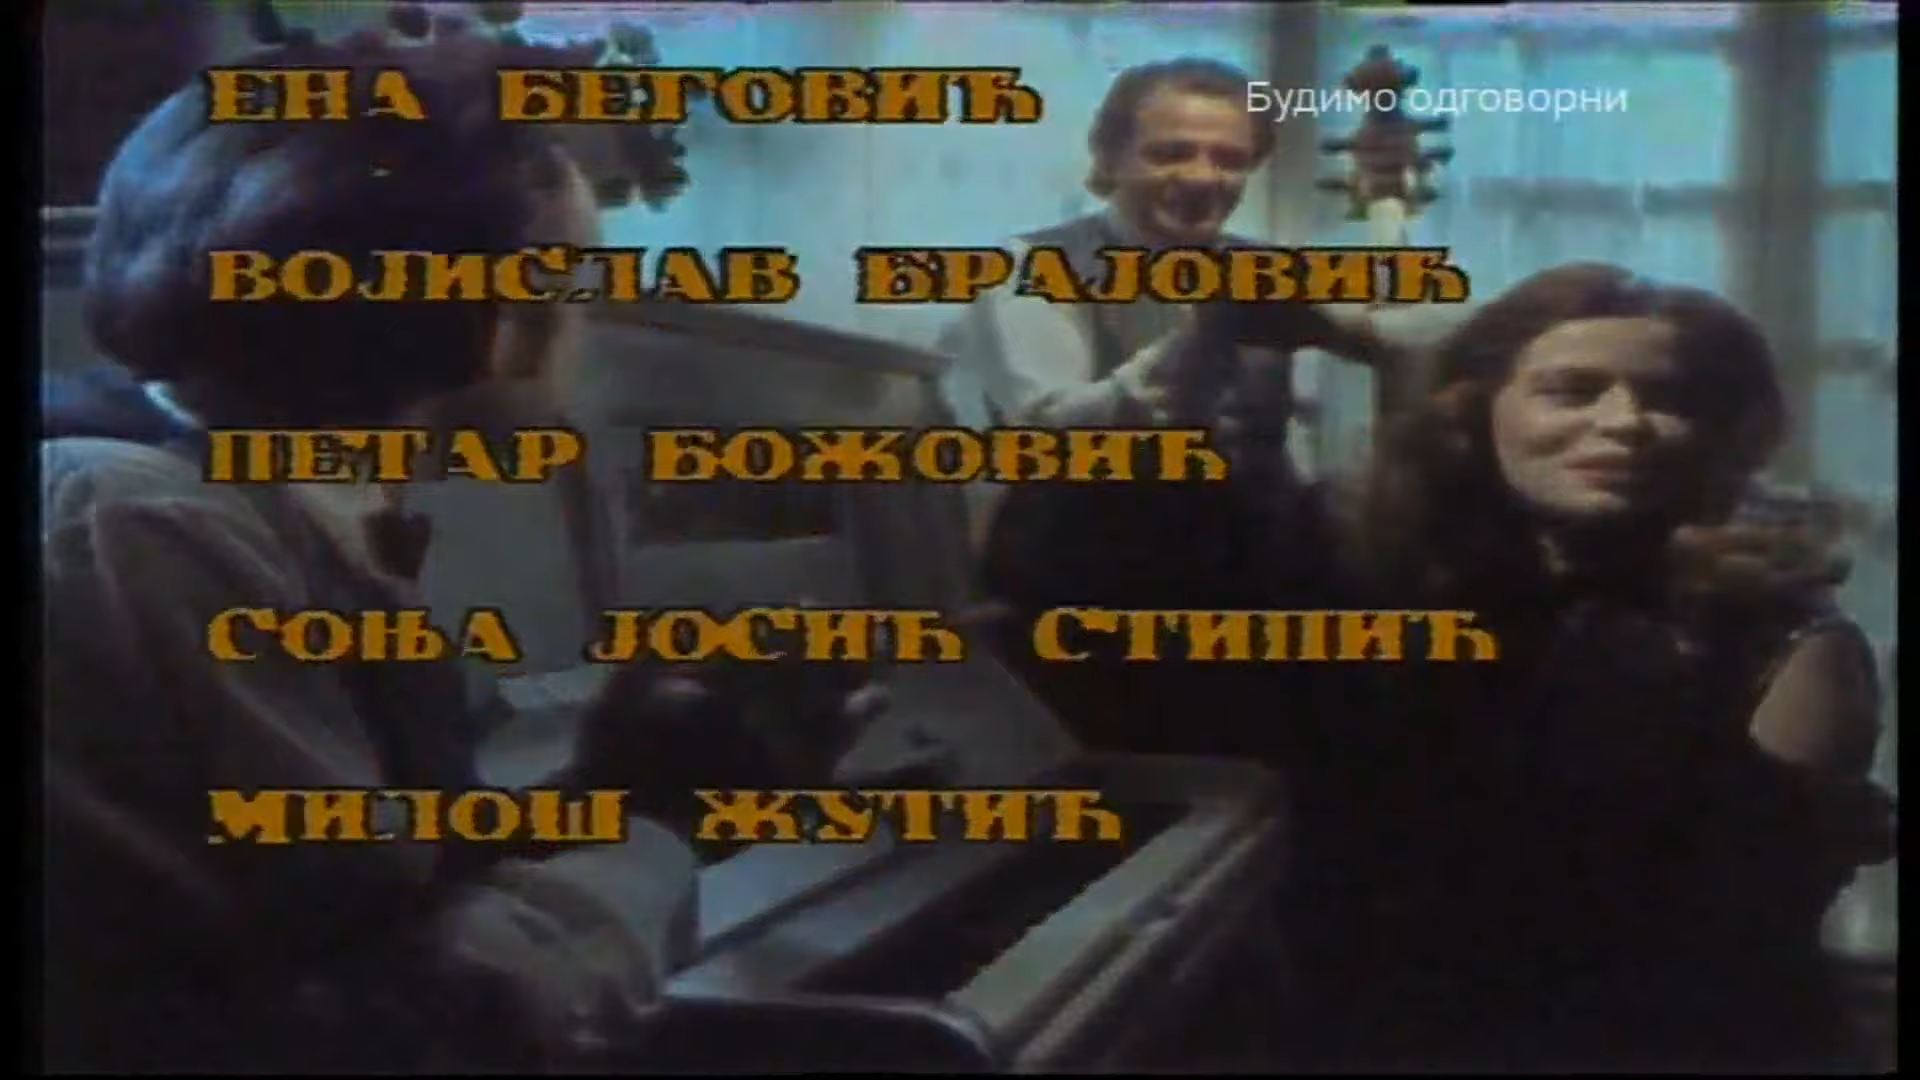 ЕНА БЕГОВИЋ
Будимо одговорни
ВОЈИСЛАВ БРАЈОВИЋ
ПЕТАР БОЖОВИЋ
СОЊА ЈОСИЋ СТИПИЋ
МИЛОШ ЖУТИЋ